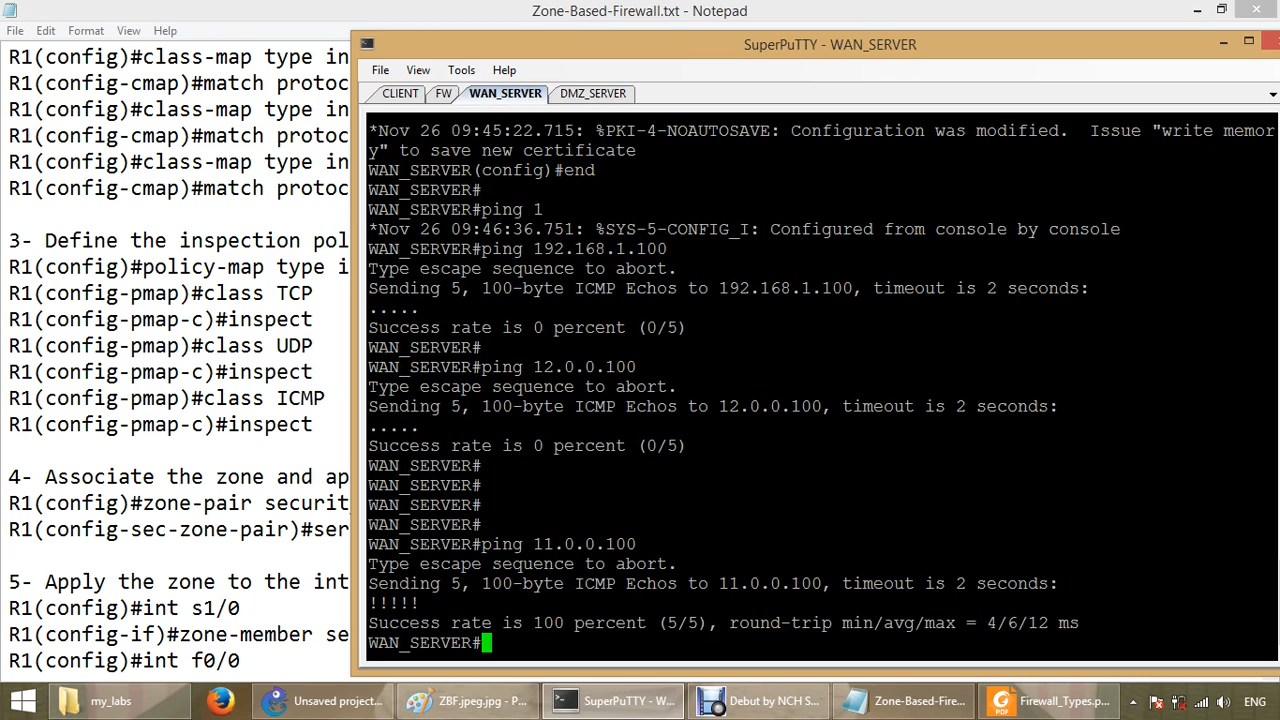 Zone-Based-Firewall.txt - Notepad
File Edit Format View Help
R1(config)#class-map type in
R1(config-cmap)#match protoc
R1(config)#class-map type in
R1(config-cmap)#match protoc
R1(config)#class-map type in
R1(config-cmap)#match protoc
3- Define the inspection pol
R1(config)#policy-map type i
R1(config-pmap)#class TCP
R1(config-pmap-c)#inspect
R1(config-pmap)#class UDP
R1(config-pmap-c)#inspect
R1(config-pmap)#class ICMP
R1(config-pmap-c)#inspect
4- Associate the zone and ap
R1(config)#zone-pair securit
R1(config-sec-zone-pair)#ser
5- Apply the zone to the int
R1(config)#int s1/0
R1(config-if)#zone-member se
R1(config)#int f0/0
SuperPuTTY - WAN_SERVER
File View Tools Help
CLIENT FW WAN_SERVER DMZ_SERVER
*Nov 26 09:45:22.715: %PKI-4-NOAUTOSAVE: Configuration was modified.  Issue "write memor
y" to save new certificate
WAN_SERVER(config)#end
WAN_SERVER#
WAN_SERVER#ping 1
*Nov 26 09:46:36.751: %SYS-5-CONFIG_I: Configured from console by console
WAN_SERVER#ping 192.168.1.100
Type escape sequence to abort.
Sending 5, 100-byte ICMP Echos to 192.168.1.100, timeout is 2 seconds:
.....
Success rate is 0 percent (0/5)
WAN_SERVER#
WAN_SERVER#ping 12.0.0.100
Type escape sequence to abort.
Sending 5, 100-byte ICMP Echos to 12.0.0.100, timeout is 2 seconds:
.....
Success rate is 0 percent (0/5)
WAN_SERVER#
WAN_SERVER#
WAN_SERVER#
WAN_SERVER#
WAN_SERVER#ping 11.0.0.100
Type escape sequence to abort.
Sending 5, 100-byte ICMP Echos to 11.0.0.100, timeout is 2 seconds:
!!!!!
Success rate is 100 percent (5/5), round-trip min/avg/max = 4/6/12 ms
WAN_SERVER#
my_labs Unsaved project... ZBF.jpeg.jpg - P... SuperPuTTY - W... Debut by NCH S... Zone-Based-Fire... Firewall_Types.p... ENG